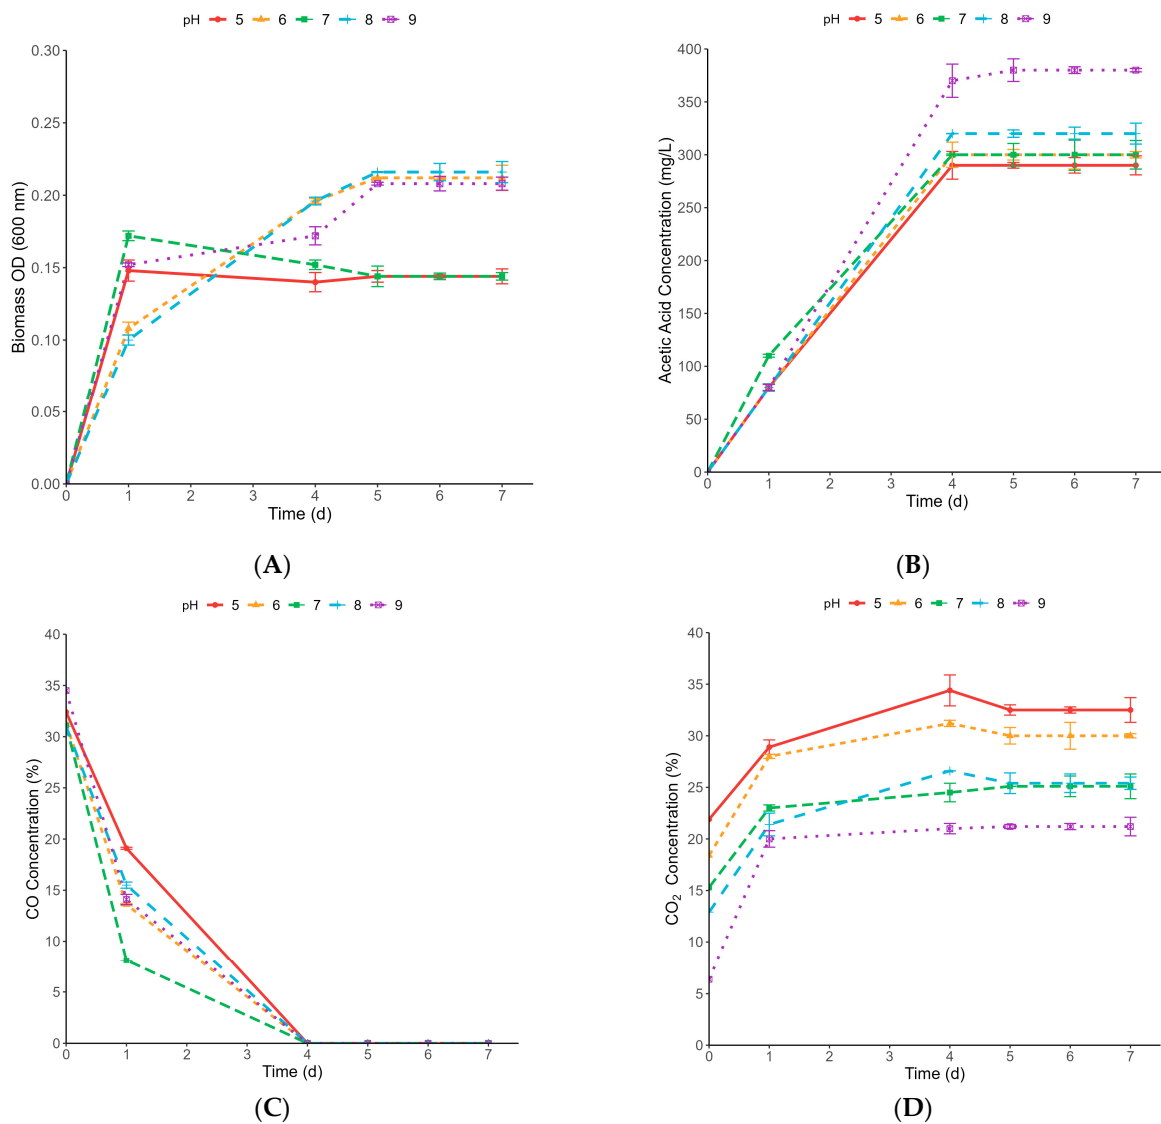 pH 5 6 7 8 9
0.30
0.25
0.20
0.15
0.10
0.05
0.00
Biomass OD (600 nm)
0 1 2 3 4 5 6 7
Time (d)
(A)
pH 5 6 7 8 9
400
350
300
250
200
150
100
50
0
Acetic Acid Concentration (mg/L)
0 1 2 3 4 5 6 7
Time (d)
(B)
pH 5 6 7 8 9
40
35
30
25
20
15
10
5
0
CO Concentration (%)
0 1 2 3 4 5 6 7
Time (d)
(C)
pH 5 6 7 8 9
40
35
30
25
20
15
10
5
0
CO₂ Concentration (%)
0 1 2 3 4 5 6 7
Time (d)
(D)